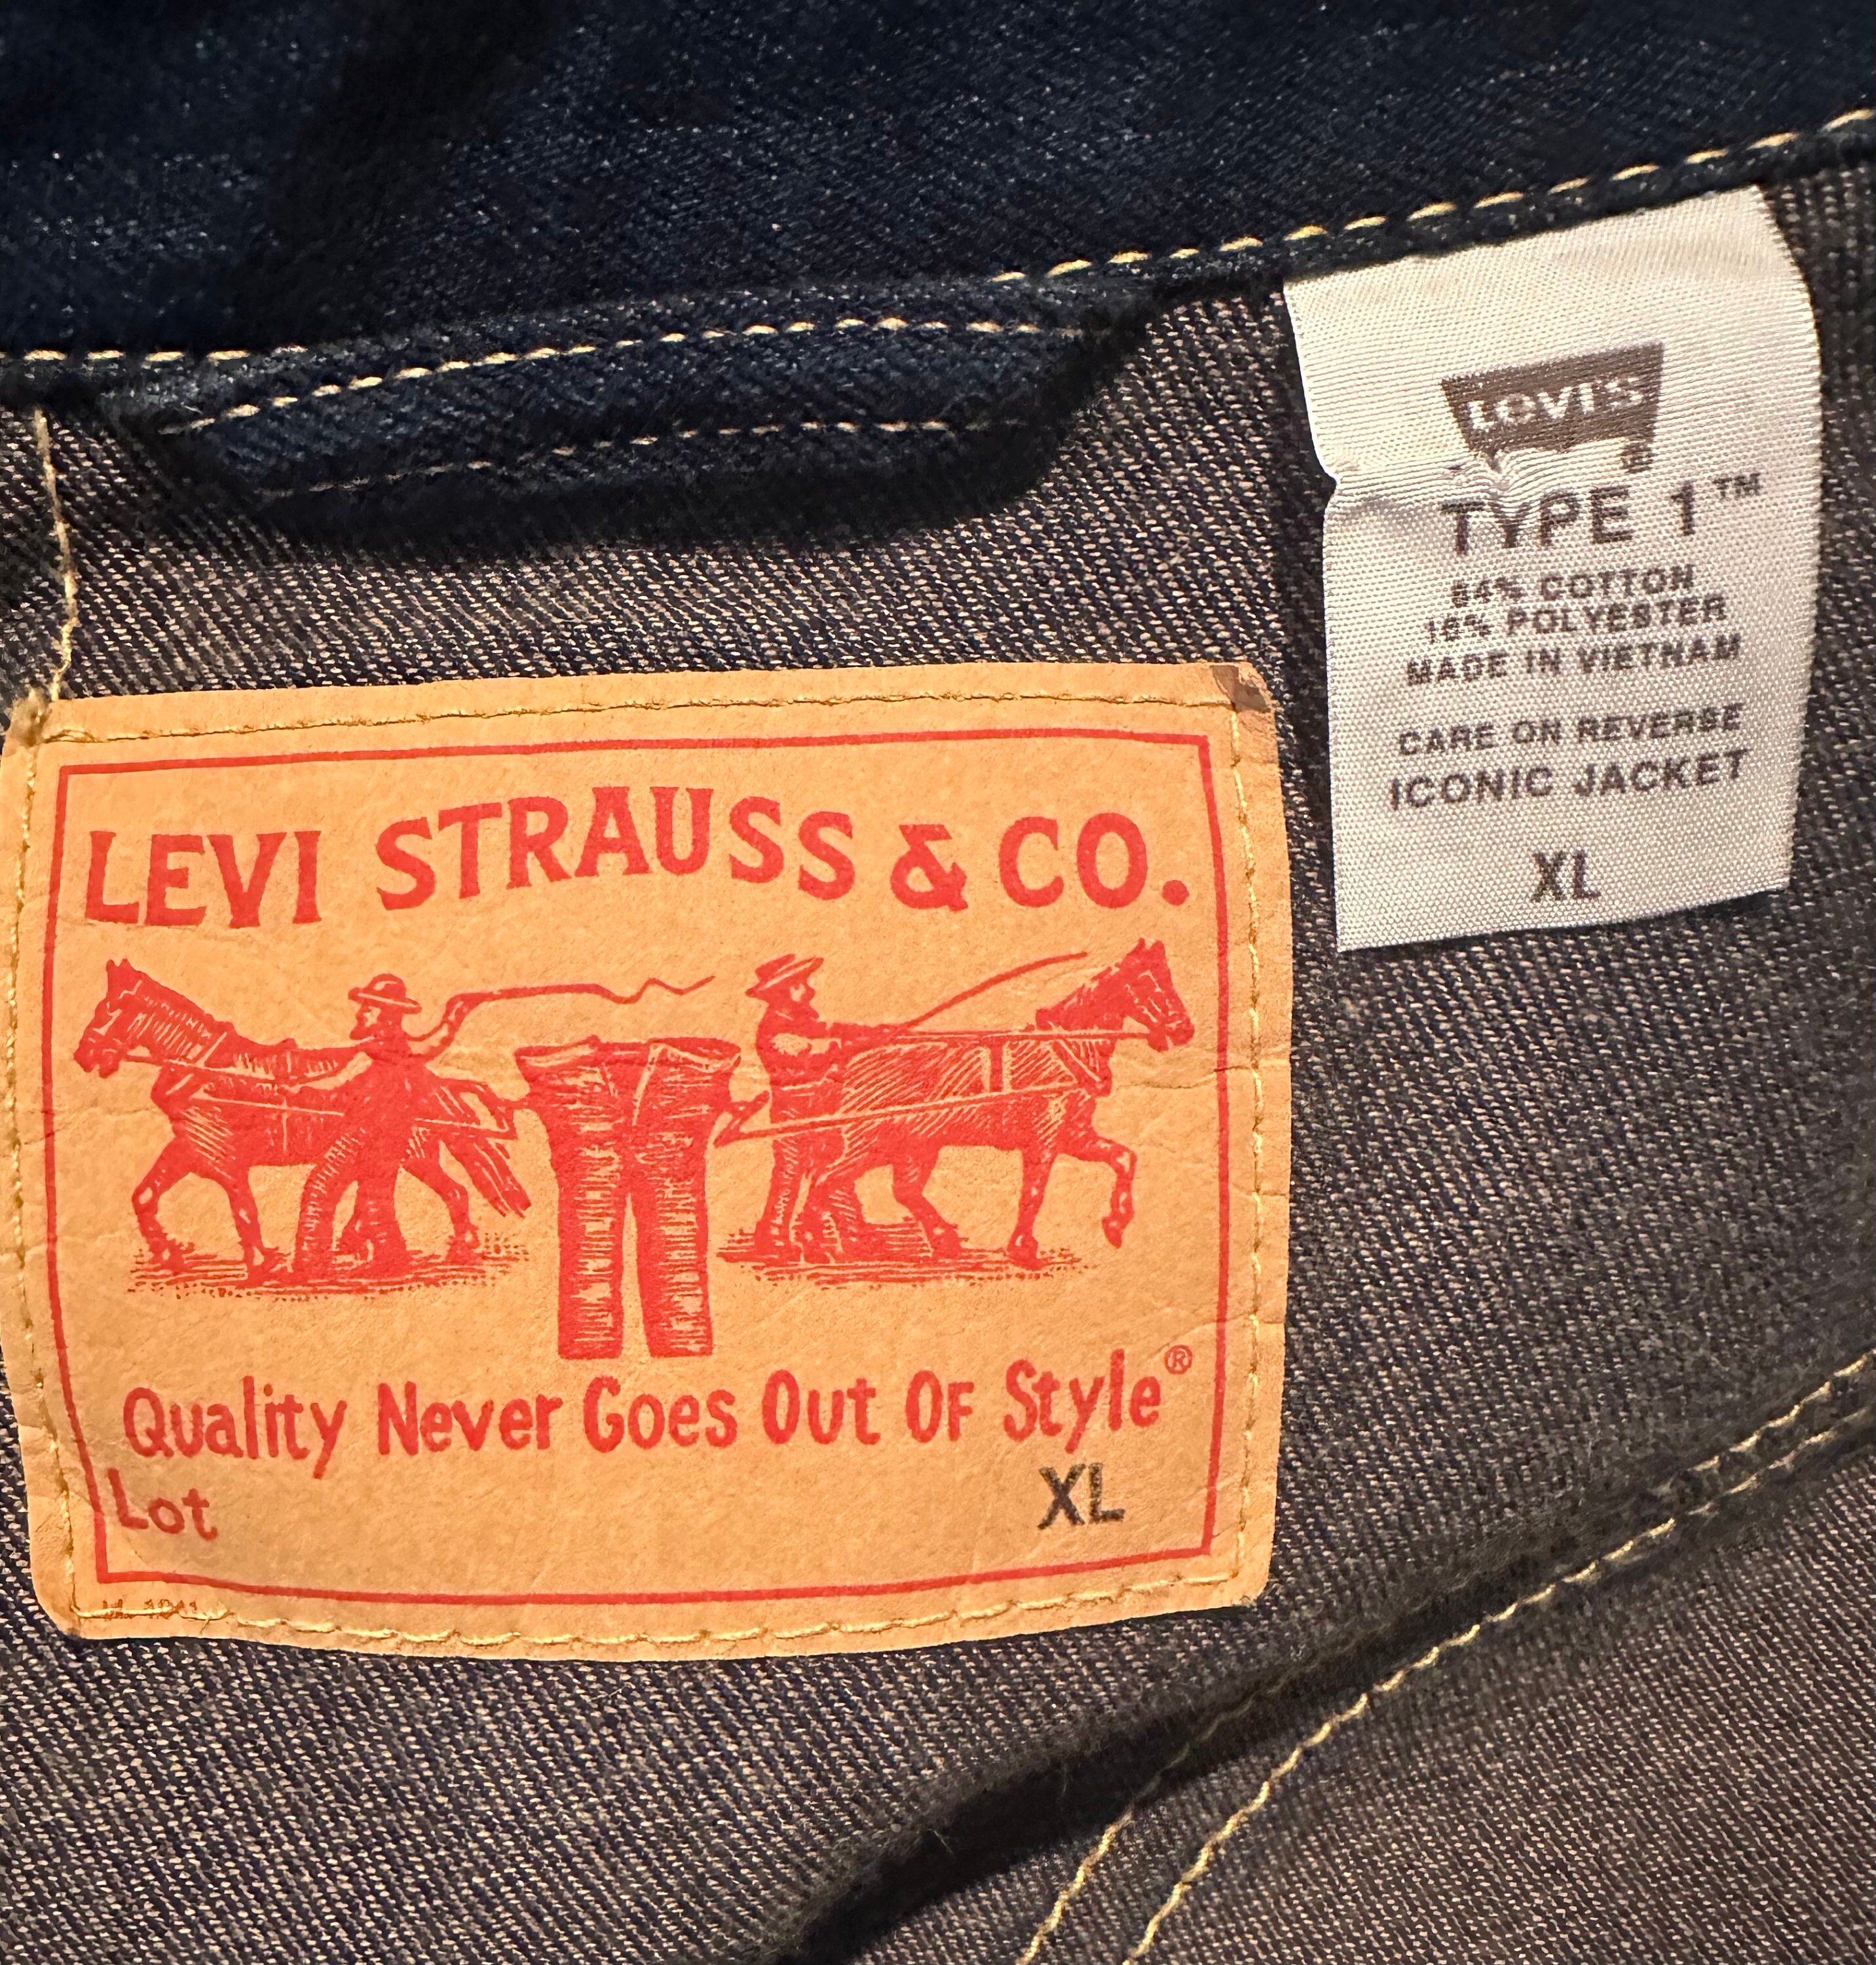 LEVI STRAUSS & CO.
Quality Never Goes Out OF Style®
Lot
XL
LEVI'S
®
TYPE 1™
84% COTTON
16% POLYESTER
MADE IN VIETNAM
CARE ON REVERSE
ICONIC JACKET
XL